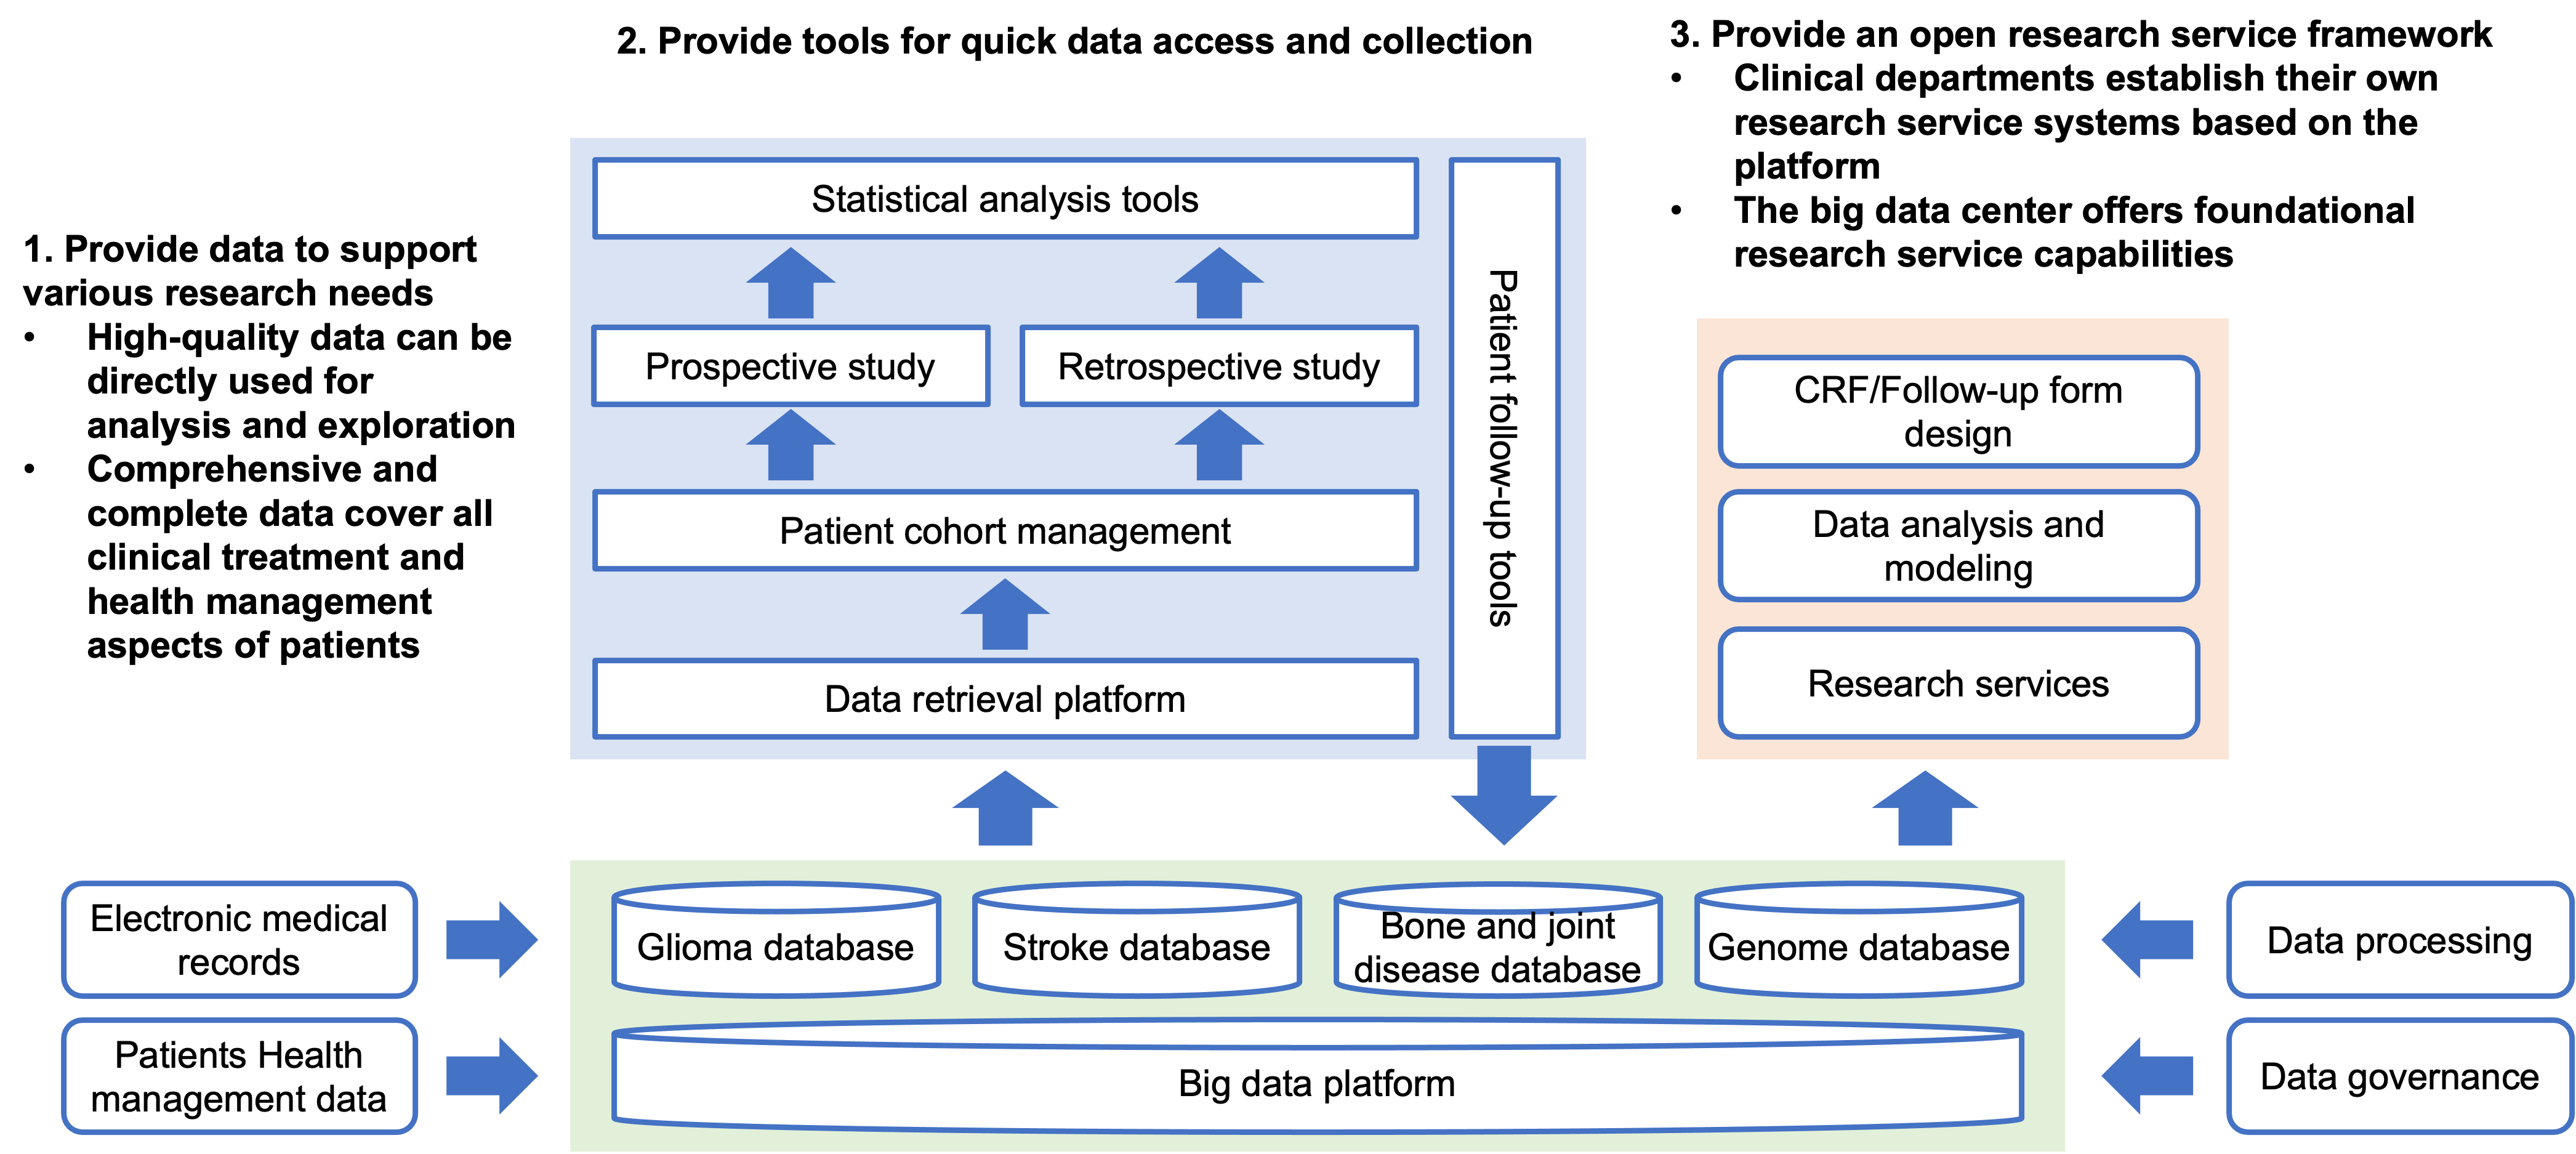 2. Provide tools for quick data access and collection
3. Provide an open research service framework
• Clinical departments establish their own
research service systems based on the
platform
• The big data center offers foundational
research service capabilities
1. Provide data to support
various research needs
• High-quality data can be
directly used for
analysis and exploration
• Comprehensive and
complete data cover all
clinical treatment and
health management
aspects of patients
Statistical analysis tools
Prospective study
Retrospective study
Patient cohort management
Data retrieval platform
Patient follow-up tools
CRF/Follow-up form
design
Data analysis and
modeling
Research services
Electronic medical
records
Patients Health
management data
Glioma database
Stroke database
Bone and joint
disease database
Genome database
Big data platform
Data processing
Data governance